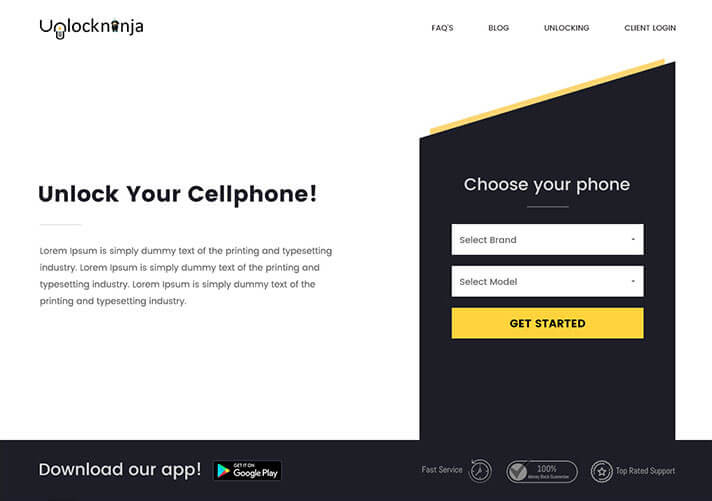 Unlockninja
FAQ'S BLOG UNLOCKING CLIENT LOGIN
Unlock Your Cellphone!
Lorem Ipsum is simply dummy text of the printing and typesetting
industry. Lorem Ipsum is simply dummy text of the printing and
typesetting industry. Lorem Ipsum is simply dummy text of the
printing and typesetting industry.
Choose your phone
Select Brand
Select Model
GET STARTED
Download our app!
GET IT ON
Google Play
Fast Service
100%
Money Back Guarantee
Top Rated Support